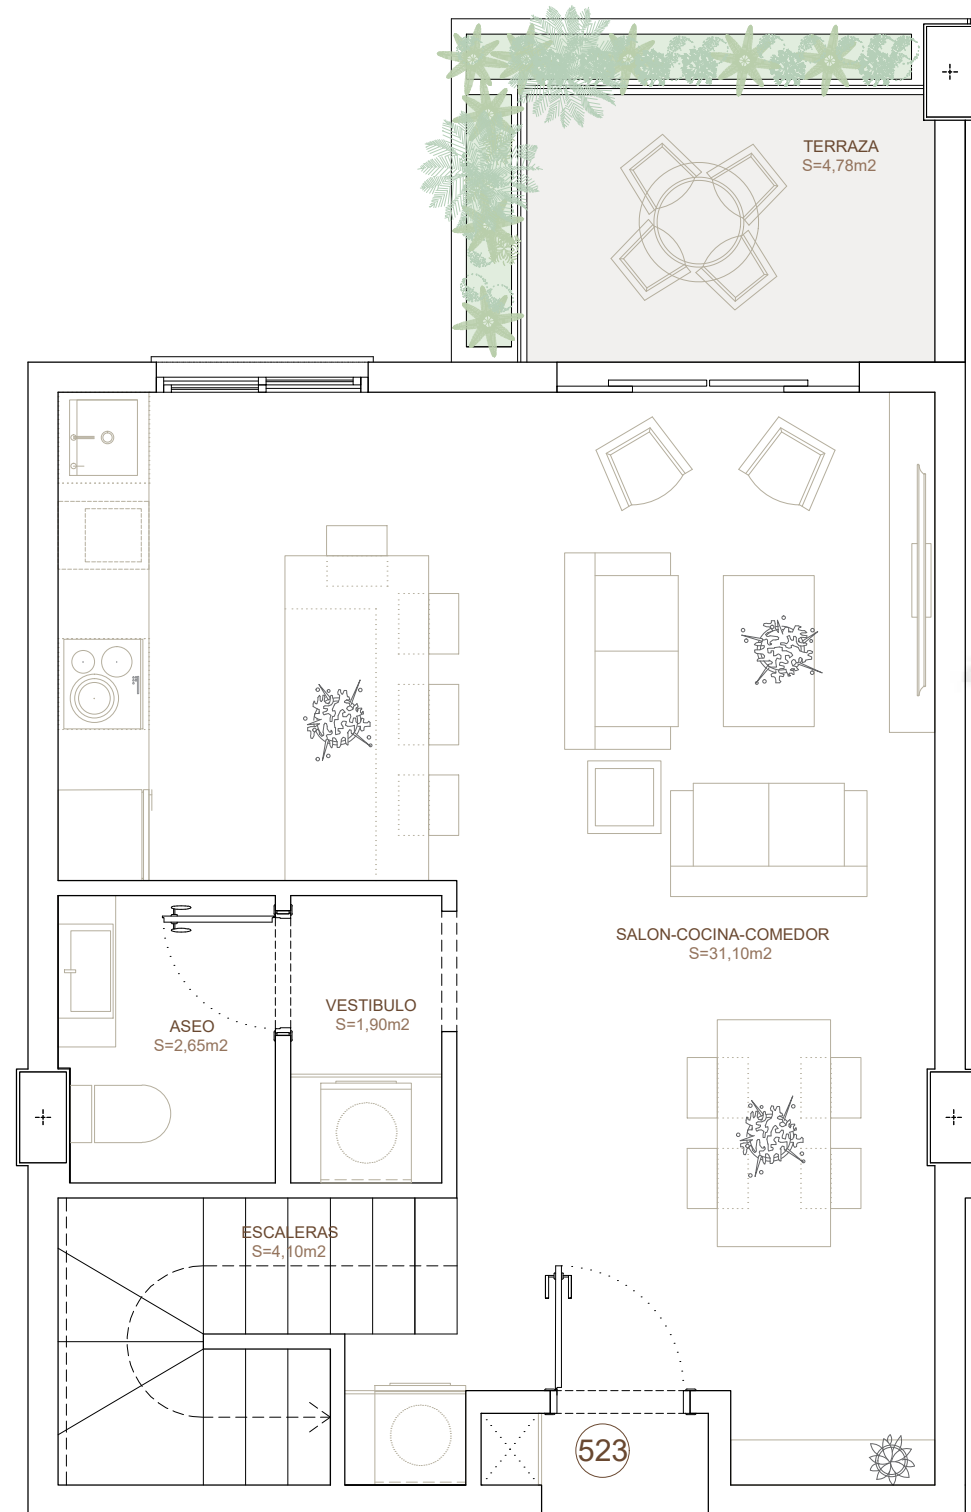 TERRAZA
S=4,78m2
SALON-COCINA-COMEDOR
S=31,10m2
VESTIBULO
S=1,90m2
ASEO
S=2,65m2
ESCALERAS
S=4,10m2
523